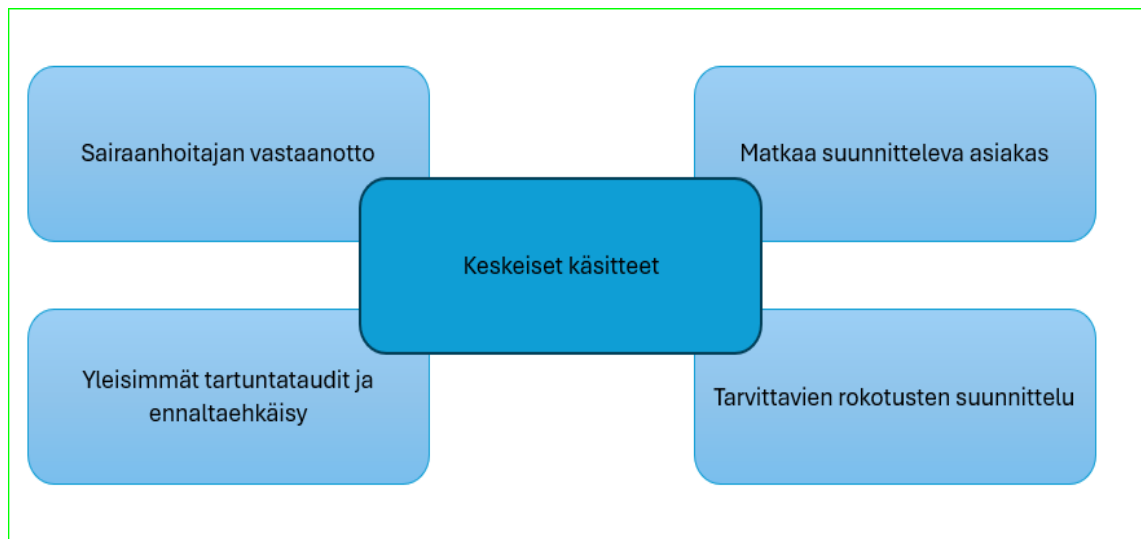 Sairaanhoitajan vastaanotto
Matkaa suunnitteleva asiakas
Keskeiset käsitteet
Yleisimmät tartuntataudit ja
ennaltaehkäisy
Tarvittavien rokotusten suunnittelu